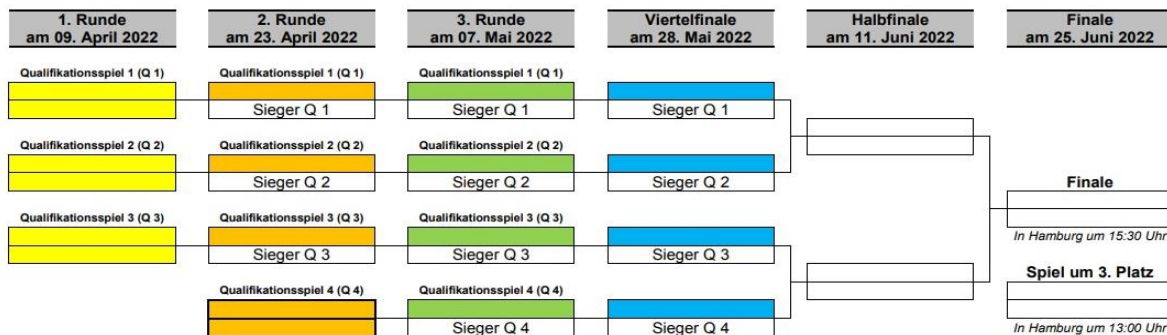 1. Runde
am 09. April 2022
2. Runde
am 23. April 2022
3. Runde
am 07. Mai 2022
Viertelfinale
am 28. Mai 2022
Halbfinale
am 11. Juni 2022
Finale
am 25. Juni 2022
Qualifikationsspiel 1 (Q 1)
Qualifikationsspiel 1 (Q 1)
Qualifikationsspiel 1 (Q 1)
Sieger Q 1
Sieger Q 1
Sieger Q 1
Qualifikationsspiel 2 (Q 2)
Qualifikationsspiel 2 (Q 2)
Qualifikationsspiel 2 (Q 2)
Sieger Q 2
Sieger Q 2
Sieger Q 2
Finale
Qualifikationsspiel 3 (Q 3)
Qualifikationsspiel 3 (Q 3)
Qualifikationsspiel 3 (Q 3)
In Hamburg um 15:30 Uhr
Sieger Q 3
Sieger Q 3
Sieger Q 3
Spiel um 3. Platz
Qualifikationsspiel 4 (Q 4)
Qualifikationsspiel 4 (Q 4)
Sieger Q 4
Sieger Q 4
In Hamburg um 13:00 Uhr